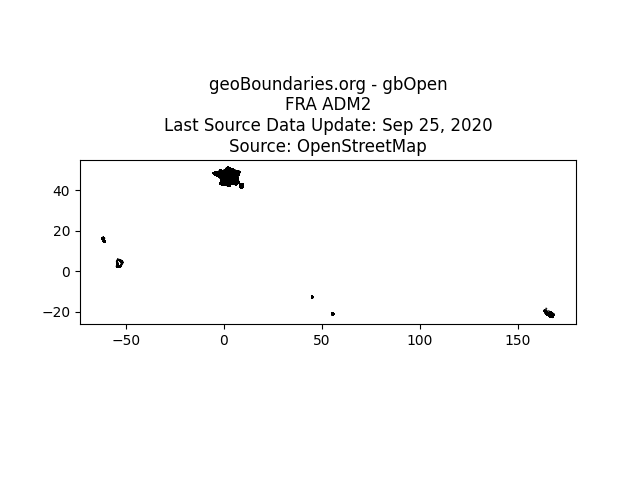 geoBoundaries.org - gbOpen
FRA ADM2
Last Source Data Update: Sep 25, 2020
Source: OpenStreetMap
40
20
0
−20
−50
0
50
100
150